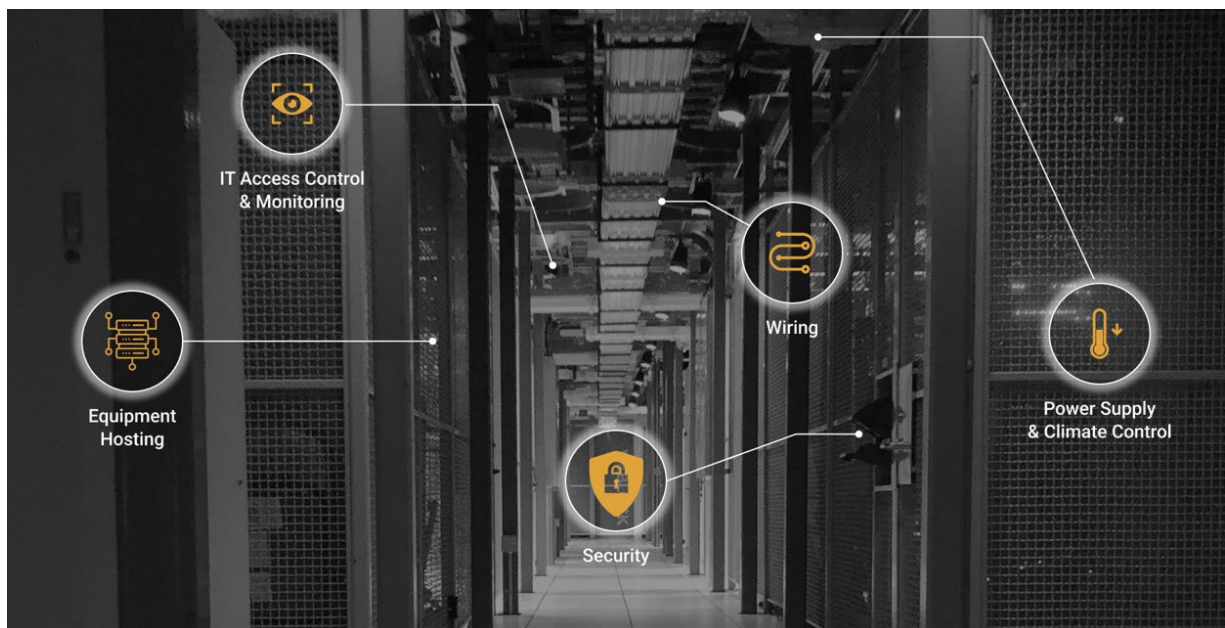 IT Access Control
& Monitoring
Wiring
Equipment
Hosting
Power Supply
& Climate Control
Security